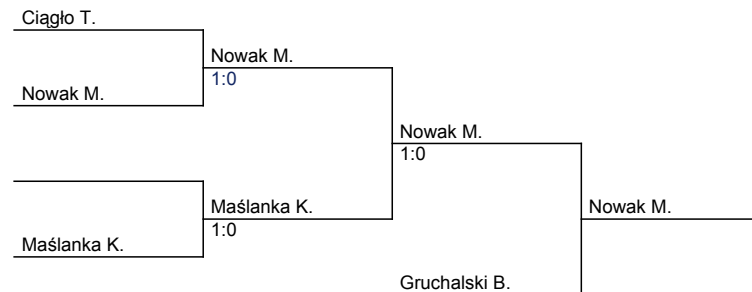 Ciągło T.
Nowak M.
1:0
Nowak M.
Nowak M.
1:0
Maślanka K.
1:0
Nowak M.
Maślanka K.
Gruchalski B.